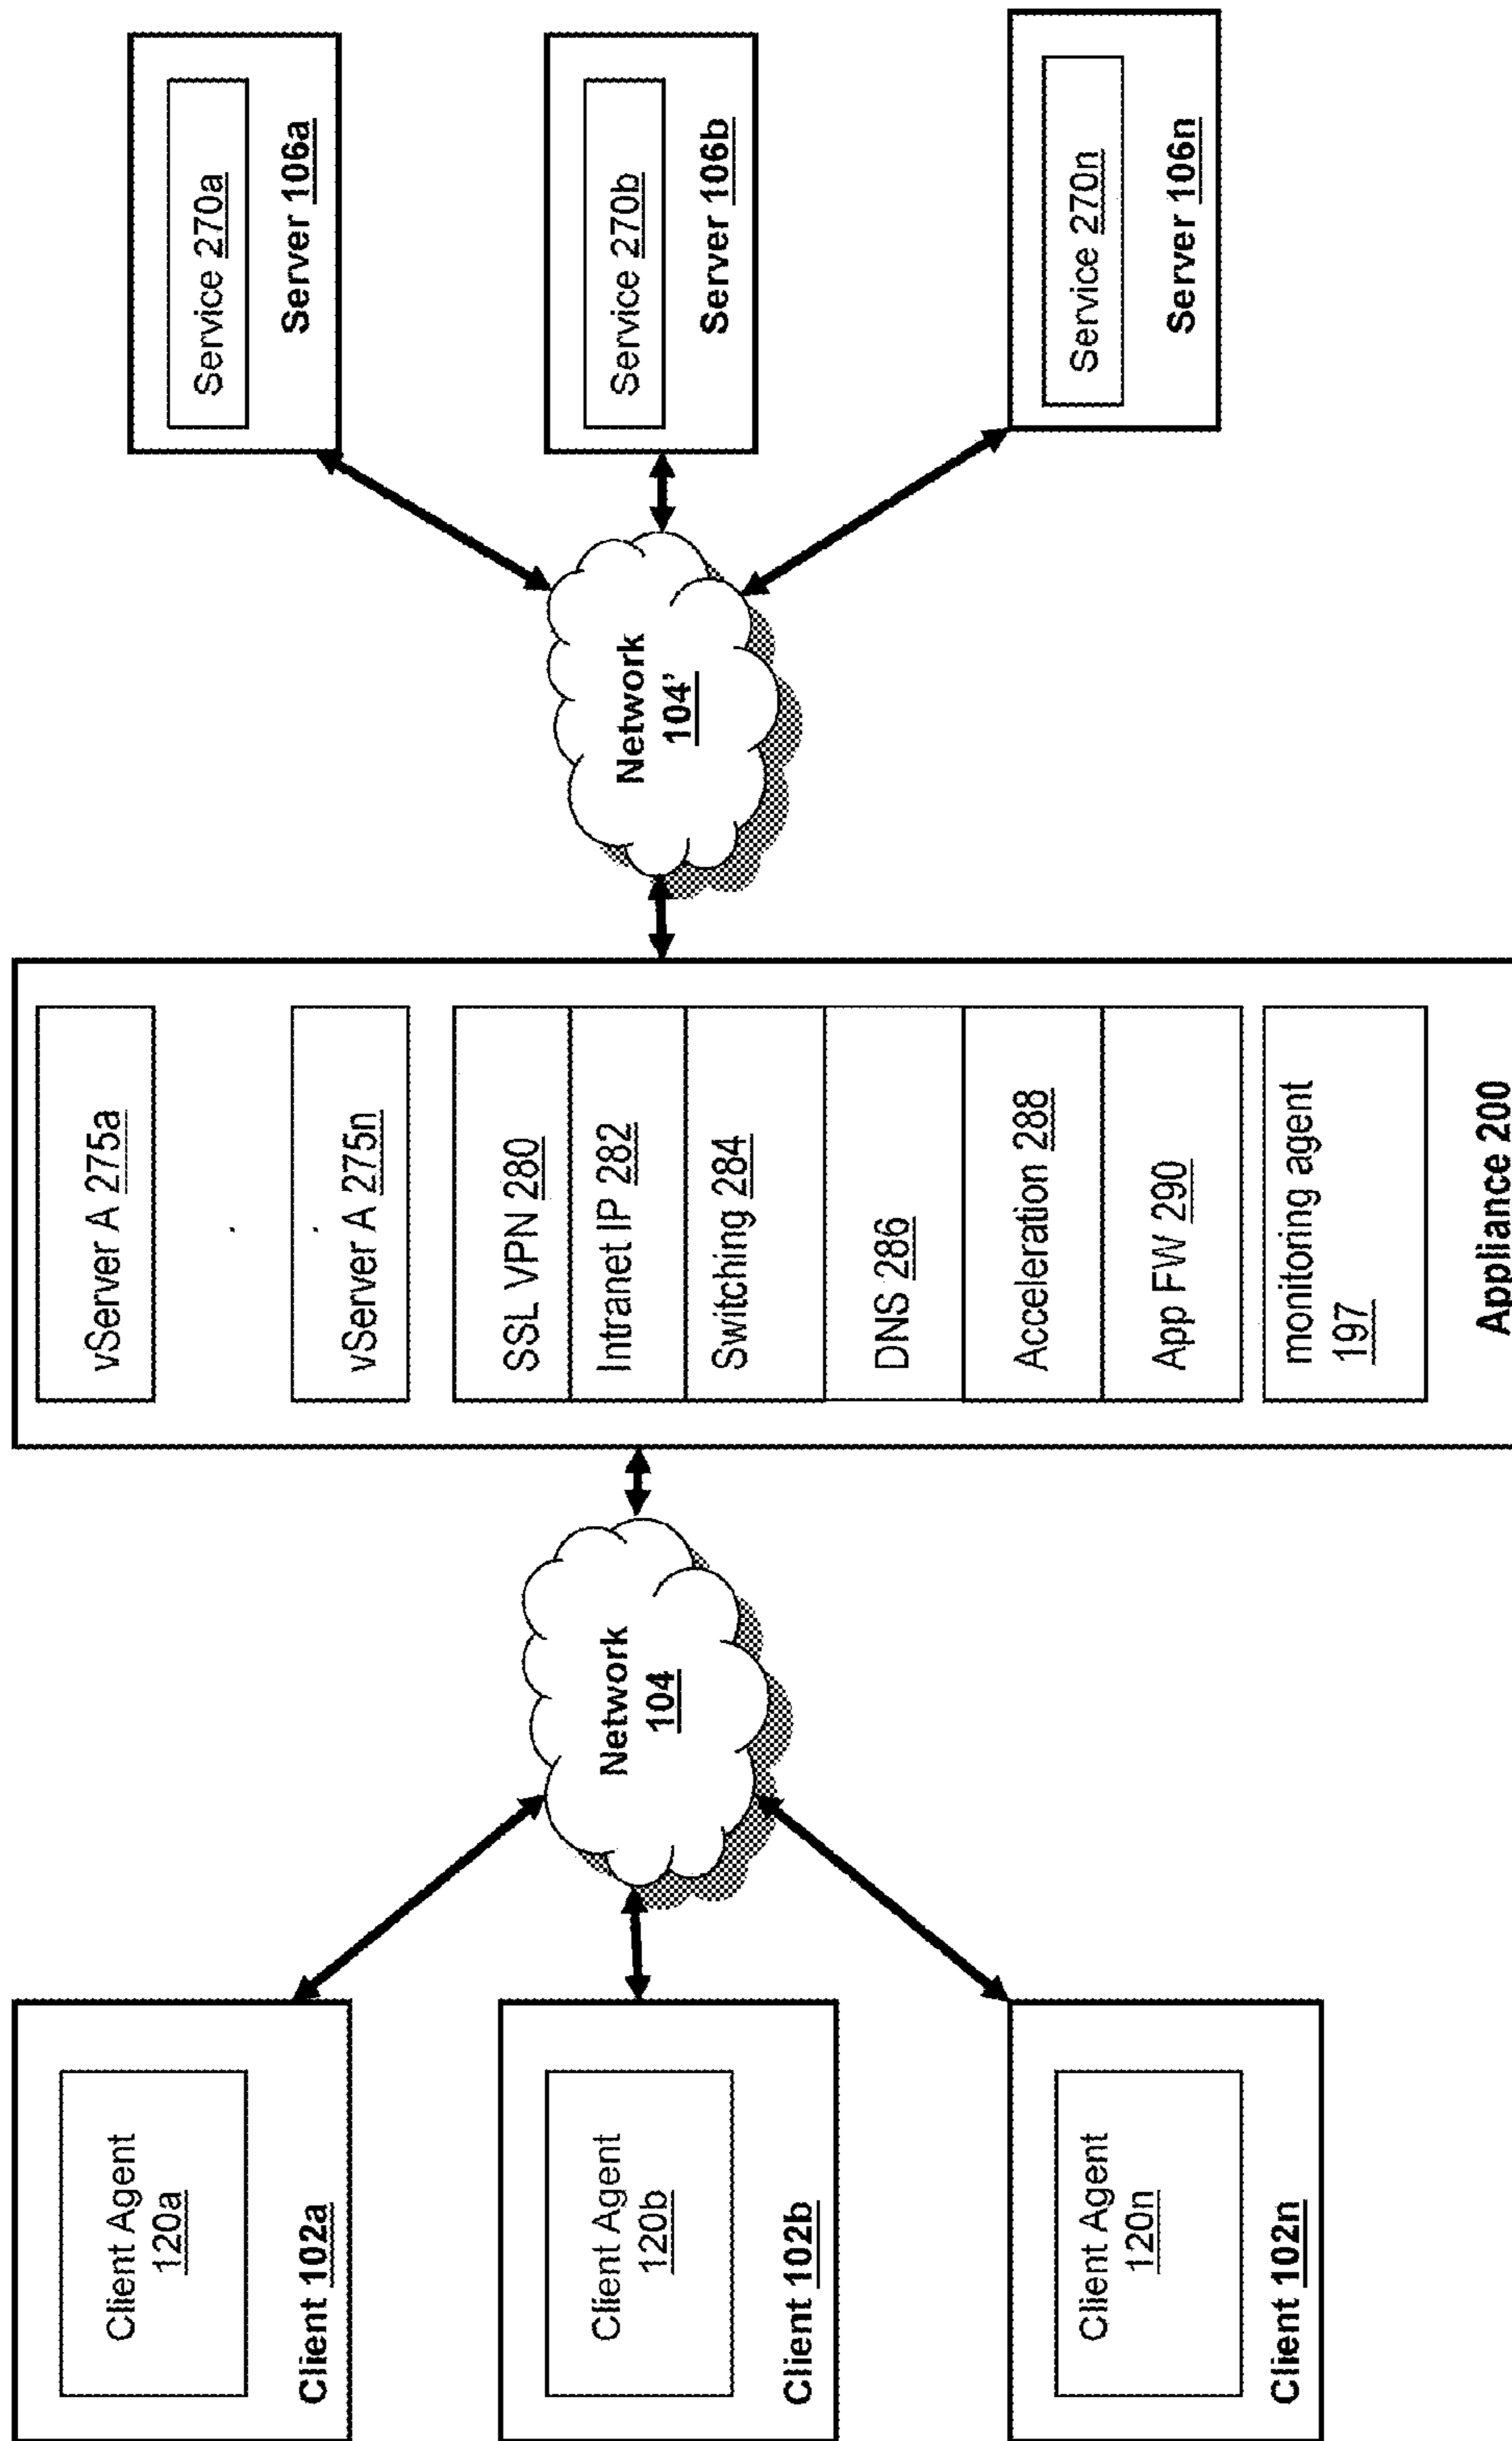 Client Agent
120a
Client 102a
Client Agent
120b
Client 102b
Client Agent
120n
Client 102n
Network
104
vServer A 275a
vServer A 275n
SSL VPN 280
Intranet IP 282
Switching 284
DNS 286
Acceleration 288
App FW 290
monitoring agent
197
Appliance 200
Network
104'
Service 270a
Server 106a
Service 270b
Server 106b
Service 270n
Server 106n